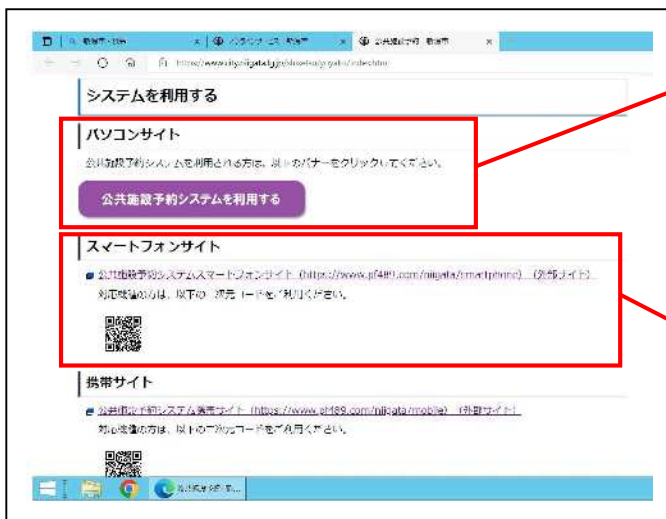 システムを利用する
パソコンサイト
公共施設予約システムを利用される方は、以下のバナーをクリックしてください。
公共施設予約システムを利用する
スマートフォンサイト
公共施設予約システムスマートフォンサイト（https://www.pf489.com/niigata/smartphone）（外部サイト）
対応機種の方は、以下の二次元コードをご利用ください。
携帯サイト
公共施設予約システム携帯サイト（https://www.pf489.com/niigata/mobile）（外部サイト）
対応機種の方は、以下の二次元コードをご利用ください。